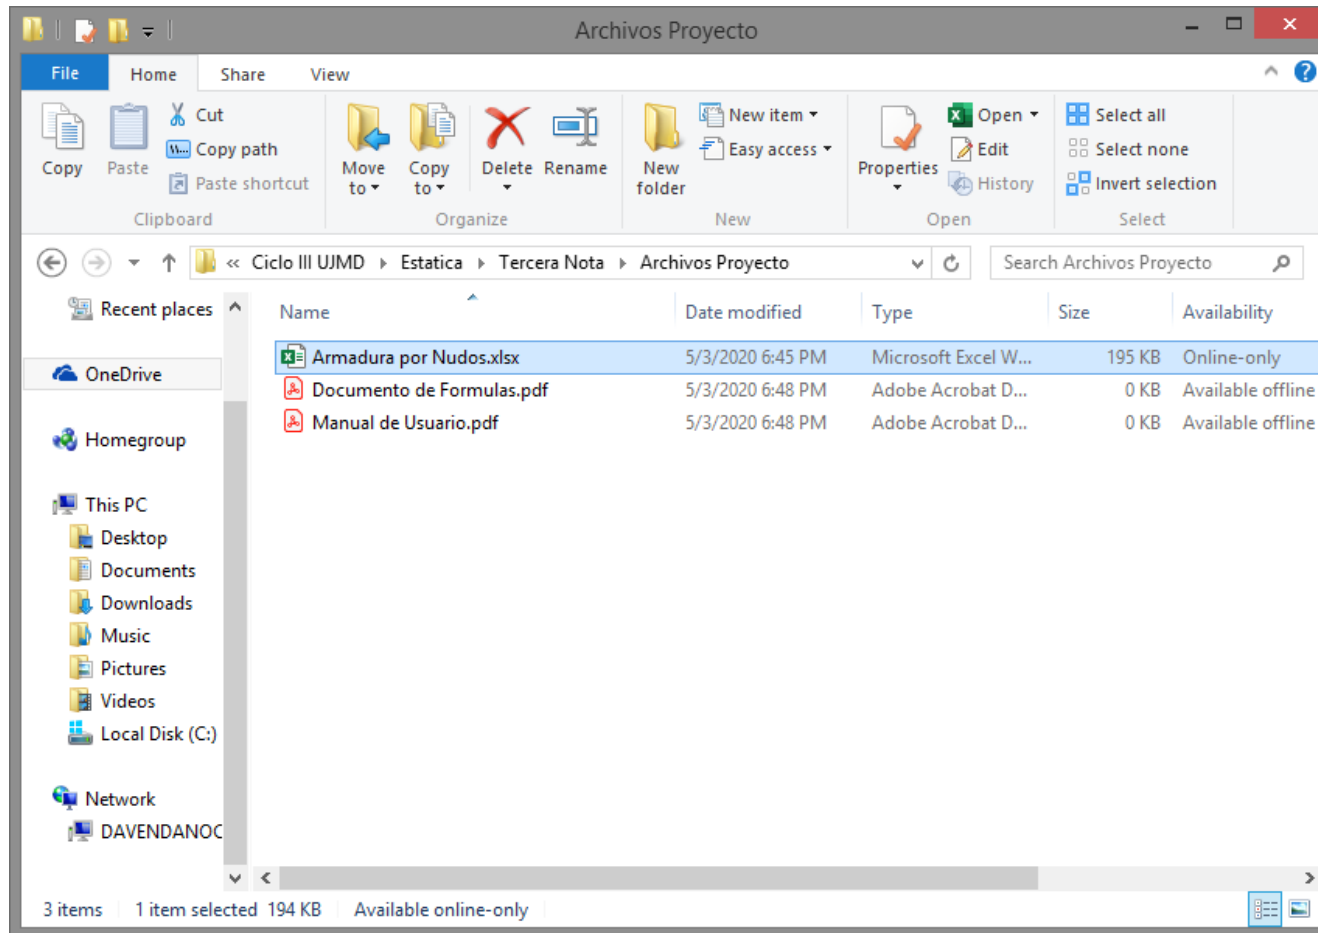 Archivos Proyecto
File Home Share View
Copy Paste Cut Copy path Paste shortcut
Clipboard
Move to Copy to Delete Rename
Organize
New folder New item Easy access
New
Properties Open Edit History
Open
Select all Select none Invert selection
Select
« Ciclo III UJMD Estatica Tercera Nota Archivos Proyecto
Search Archivos Proyecto
Recent places
OneDrive
Homegroup
This PC
Desktop
Documents
Downloads
Music
Pictures
Videos
Local Disk (C:)
Network
DAVENDANOC
Name Date modified Type Size Availability
Armadura por Nudos.xlsx 5/3/2020 6:45 PM Microsoft Excel W... 195 KB Online-only
Documento de Formulas.pdf 5/3/2020 6:48 PM Adobe Acrobat D... 0 KB Available offline
Manual de Usuario.pdf 5/3/2020 6:48 PM Adobe Acrobat D... 0 KB Available offline
3 items 1 item selected 194 KB Available online-only